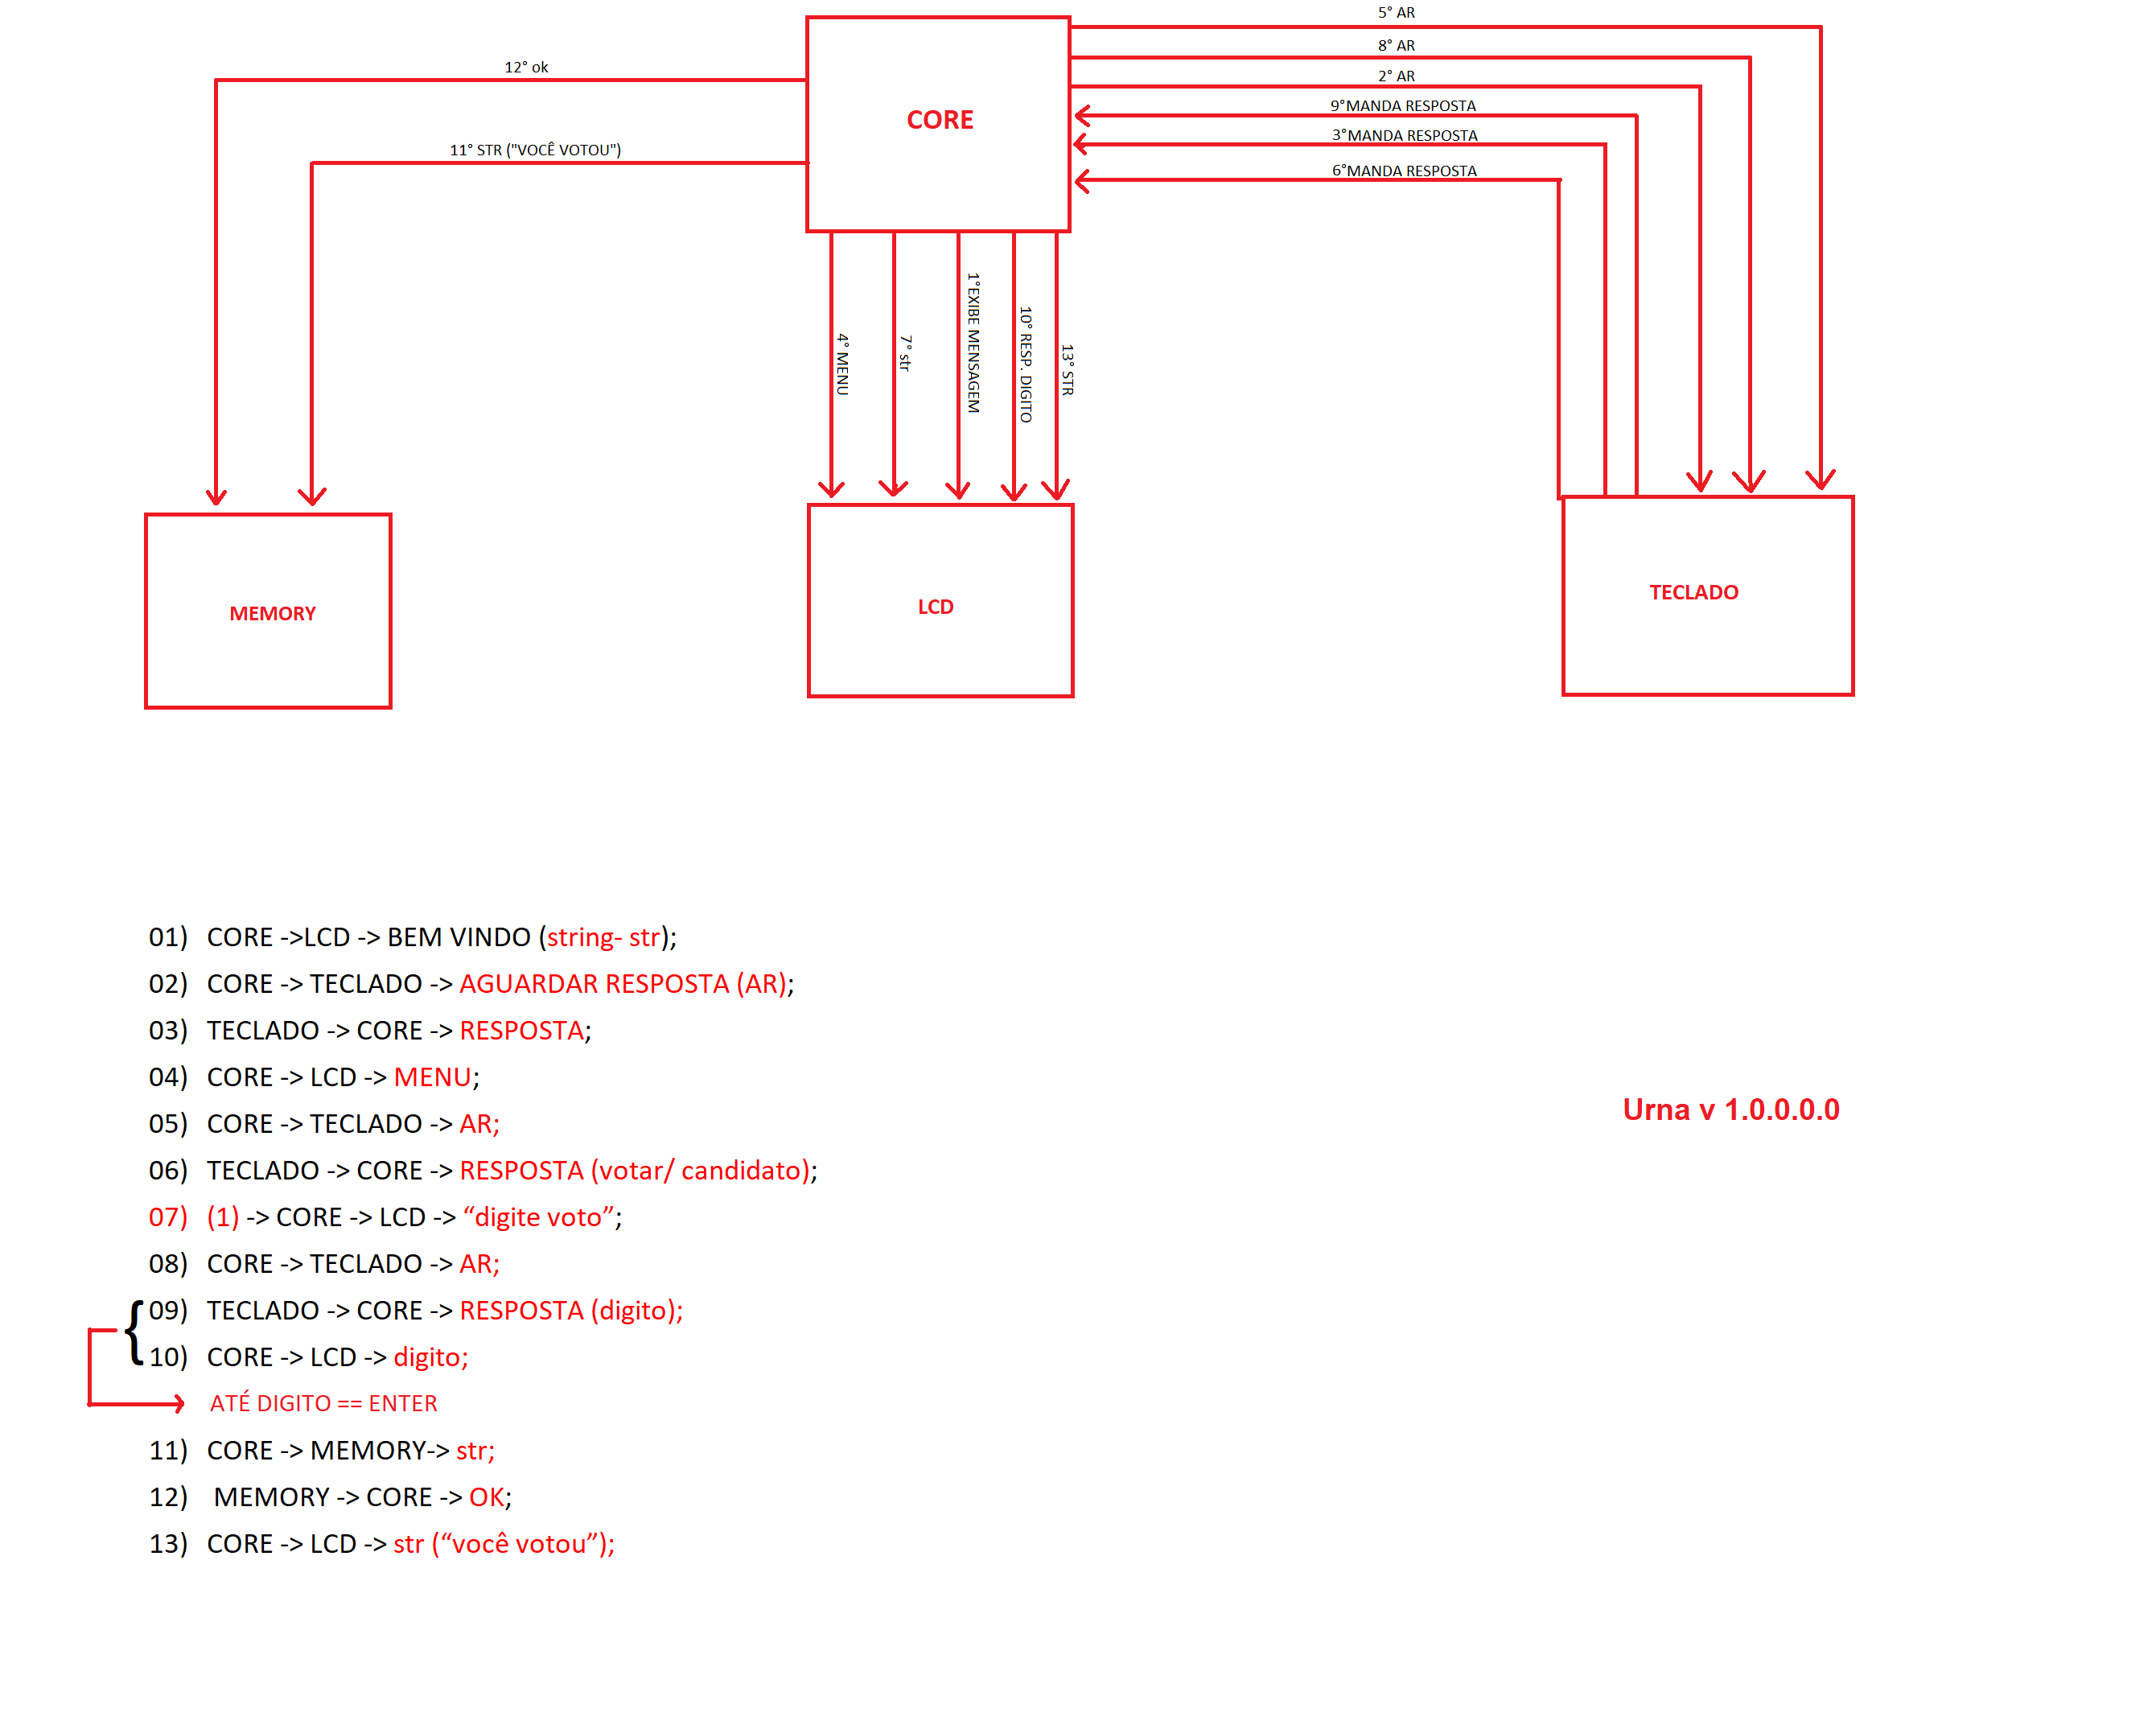 5° AR
8° AR
12° ok
2° AR
9°MANDA RESPOSTA
CORE
3°MANDA RESPOSTA
11° STR ("VOCÊ VOTOU")
6°MANDA RESPOSTA
4° MENU
7° str
1°EXIBE MENSAGEM
10° RESP. DIGITO
13° STR
MEMORY
LCD
TECLADO
01) CORE ->LCD -> BEM VINDO (string- str);
02) CORE -> TECLADO -> AGUARDAR RESPOSTA (AR);
03) TECLADO -> CORE -> RESPOSTA;
04) CORE -> LCD -> MENU;
05) CORE -> TECLADO -> AR;
06) TECLADO -> CORE -> RESPOSTA (votar/ candidato);
07) (1) -> CORE -> LCD -> “digite voto”;
08) CORE -> TECLADO -> AR;
{ 09) TECLADO -> CORE -> RESPOSTA (digito);
10) CORE -> LCD -> digito;
ATÉ DIGITO == ENTER
11) CORE -> MEMORY-> str;
12) MEMORY -> CORE -> OK;
13) CORE -> LCD -> str (“você votou”);
Urna v 1.0.0.0.0